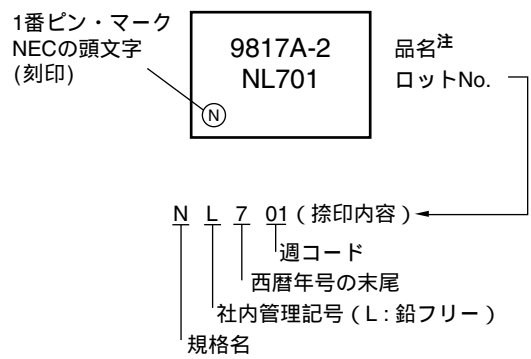 1番ピン・マーク
NECの頭文字
(刻印)
9817A-2
NL701
N
品名注
ロットNo.
N L 7 01(捺印内容)
週コード
西暦年号の末尾
社内管理記号(L:鉛フリー)
規格名